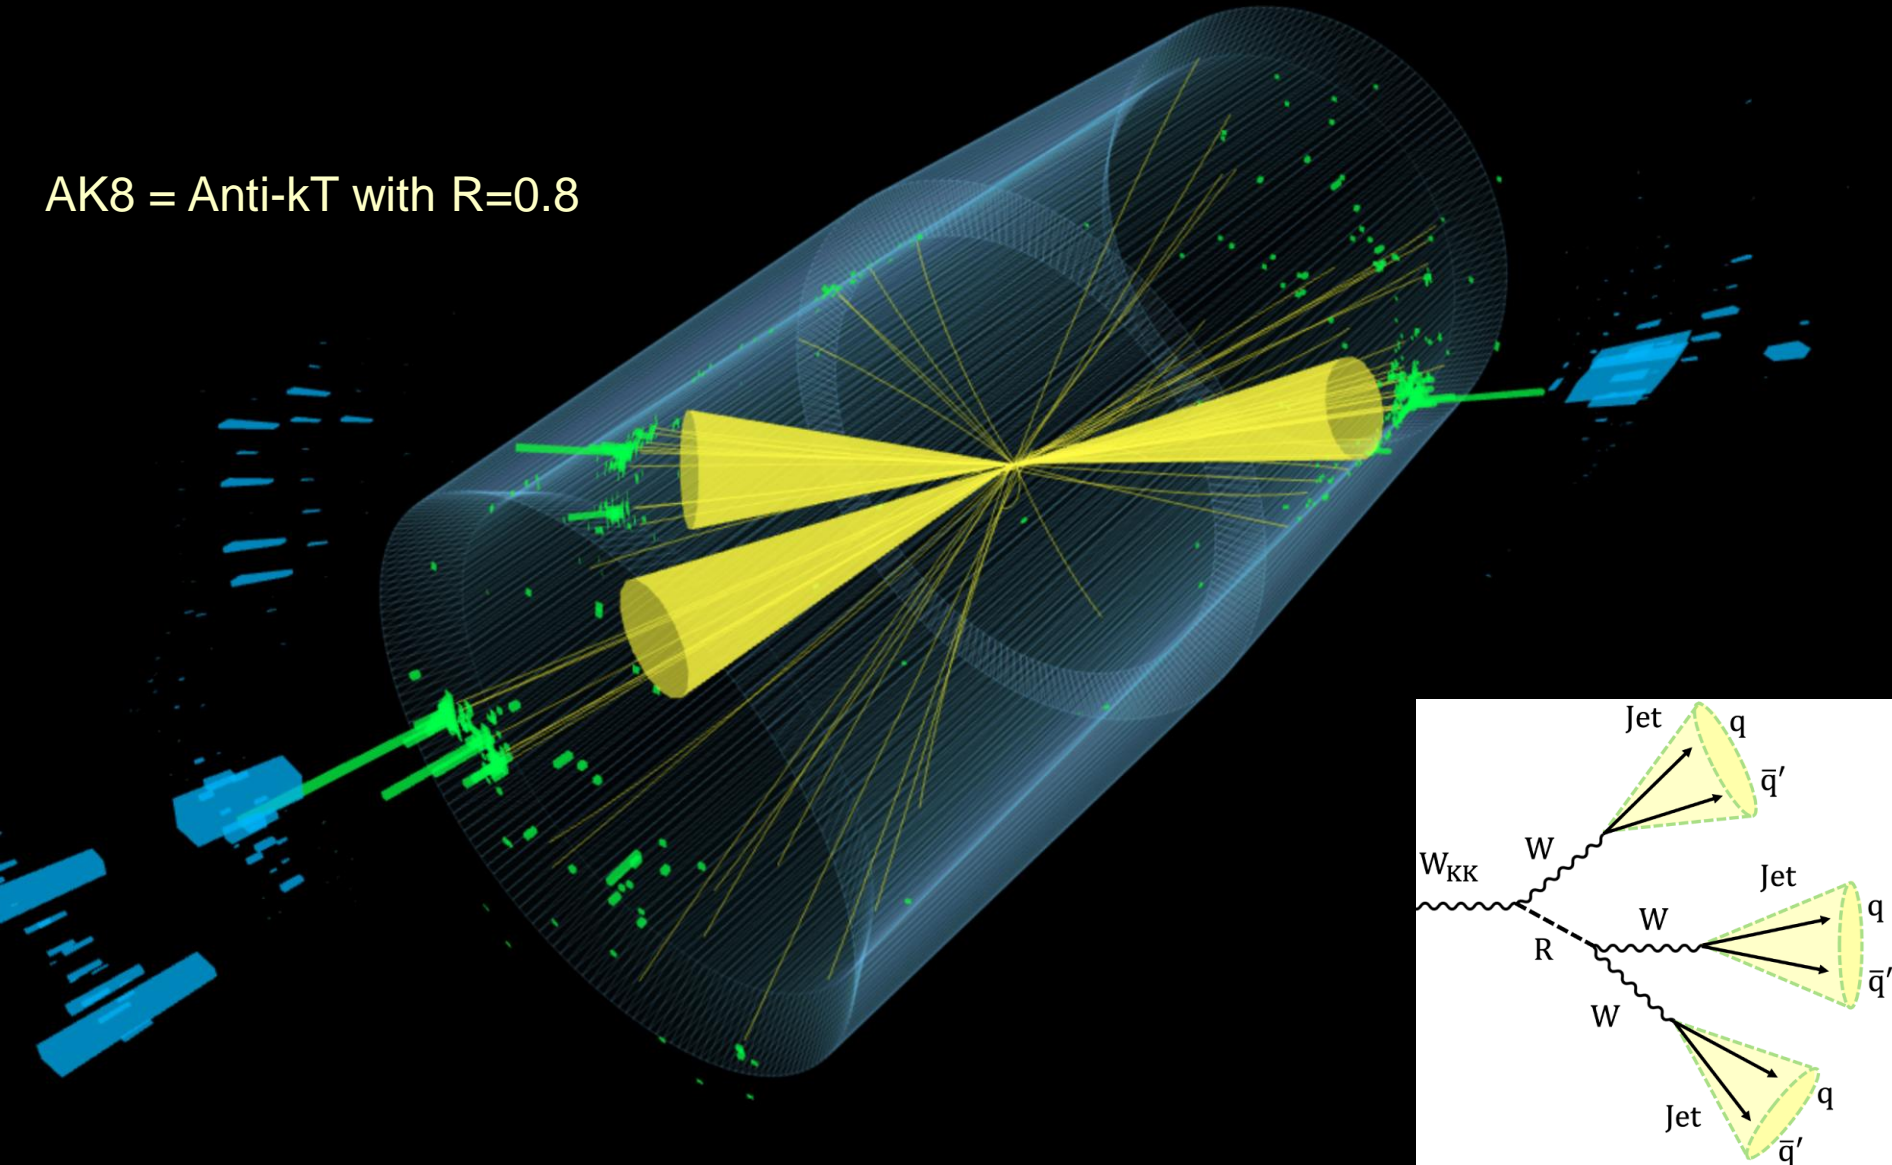 AK8 = Anti-kT with R=0.8
Jet
q
q̅′
W
W_KK
Jet
W
q
R
q̅′
W
q
Jet
q̅′